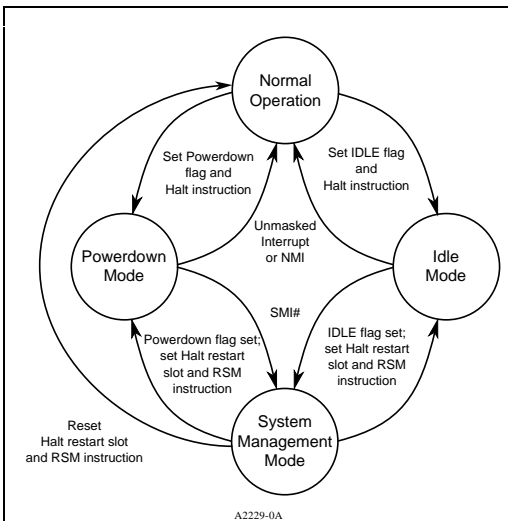 Normal
Operation
Set Powerdown
flag and
Halt instruction
Set IDLE flag
and
Halt instruction
Unmasked
Interrupt
or NMI
Powerdown
Mode
Idle
Mode
SMI#
Powerdown flag set;
set Halt restart
slot and RSM
instruction
IDLE flag set;
set Halt restart
slot and RSM
instruction
System
Management
Mode
Reset
Halt restart slot
and RSM instruction
A2229-0A